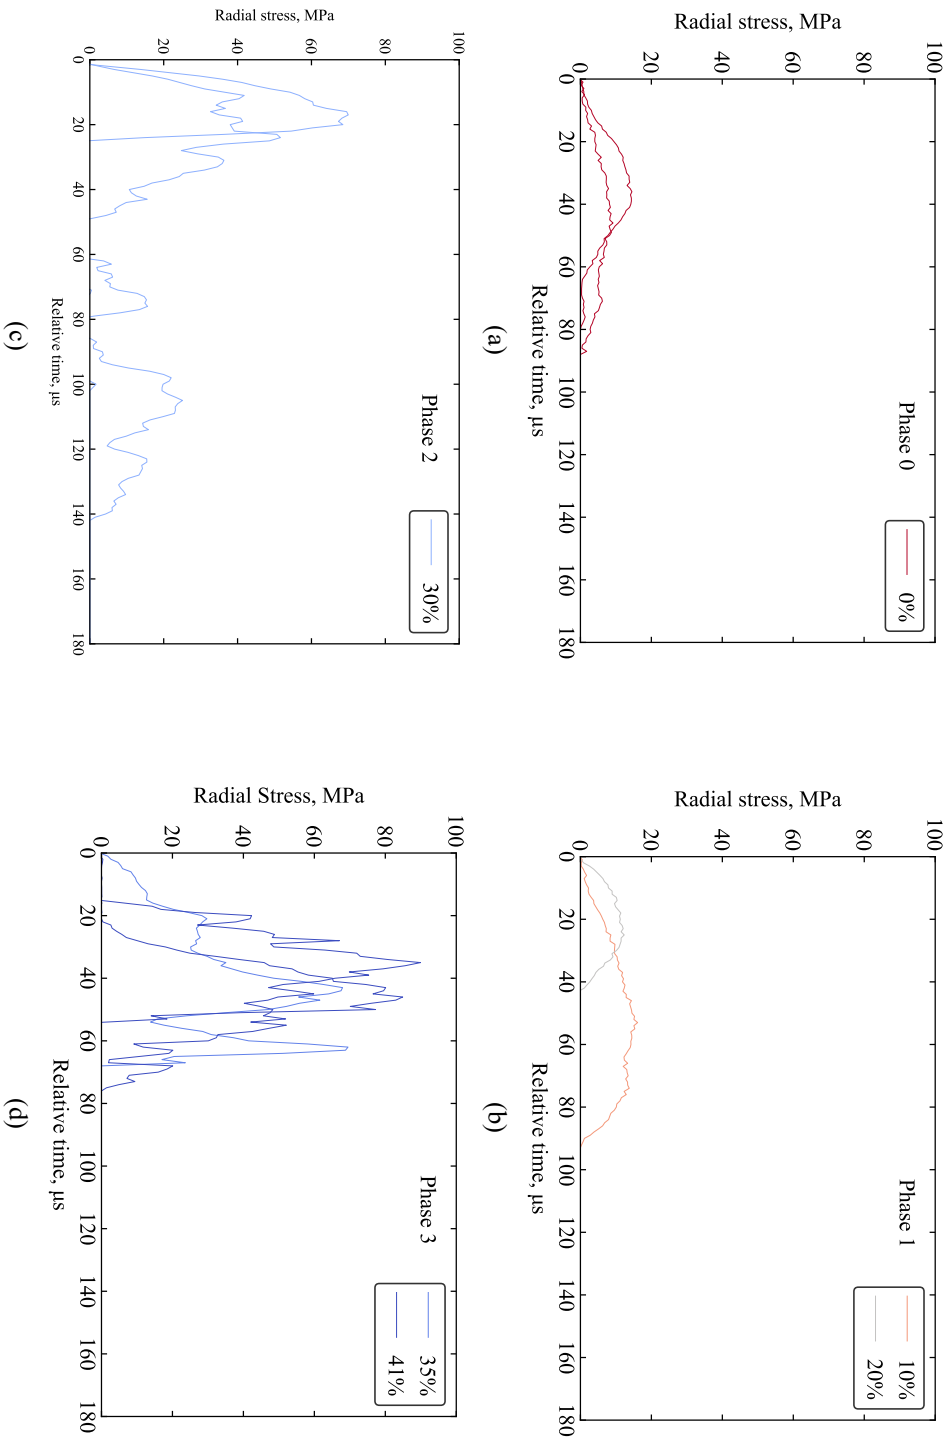 Radial stress, MPa
100
80
60
40
20
0
0 20 40 60 80 100 120 140 160 180
Relative time, μs
Phase 0
0%
(a)
Radial stress, MPa
100
80
60
40
20
0
0 20 40 60 80 100 120 140 160 180
Relative time, μs
Phase 1
10%
20%
(b)
Radial stress, MPa
100
80
60
40
20
0
0 20 40 60 80 100 120 140 160 180
Relative time, μs
Phase 2
30%
(c)
Radial Stress, MPa
100
80
60
40
20
0
0 20 40 60 80 100 120 140 160 180
Relative time, μs
Phase 3
35%
41%
(d)